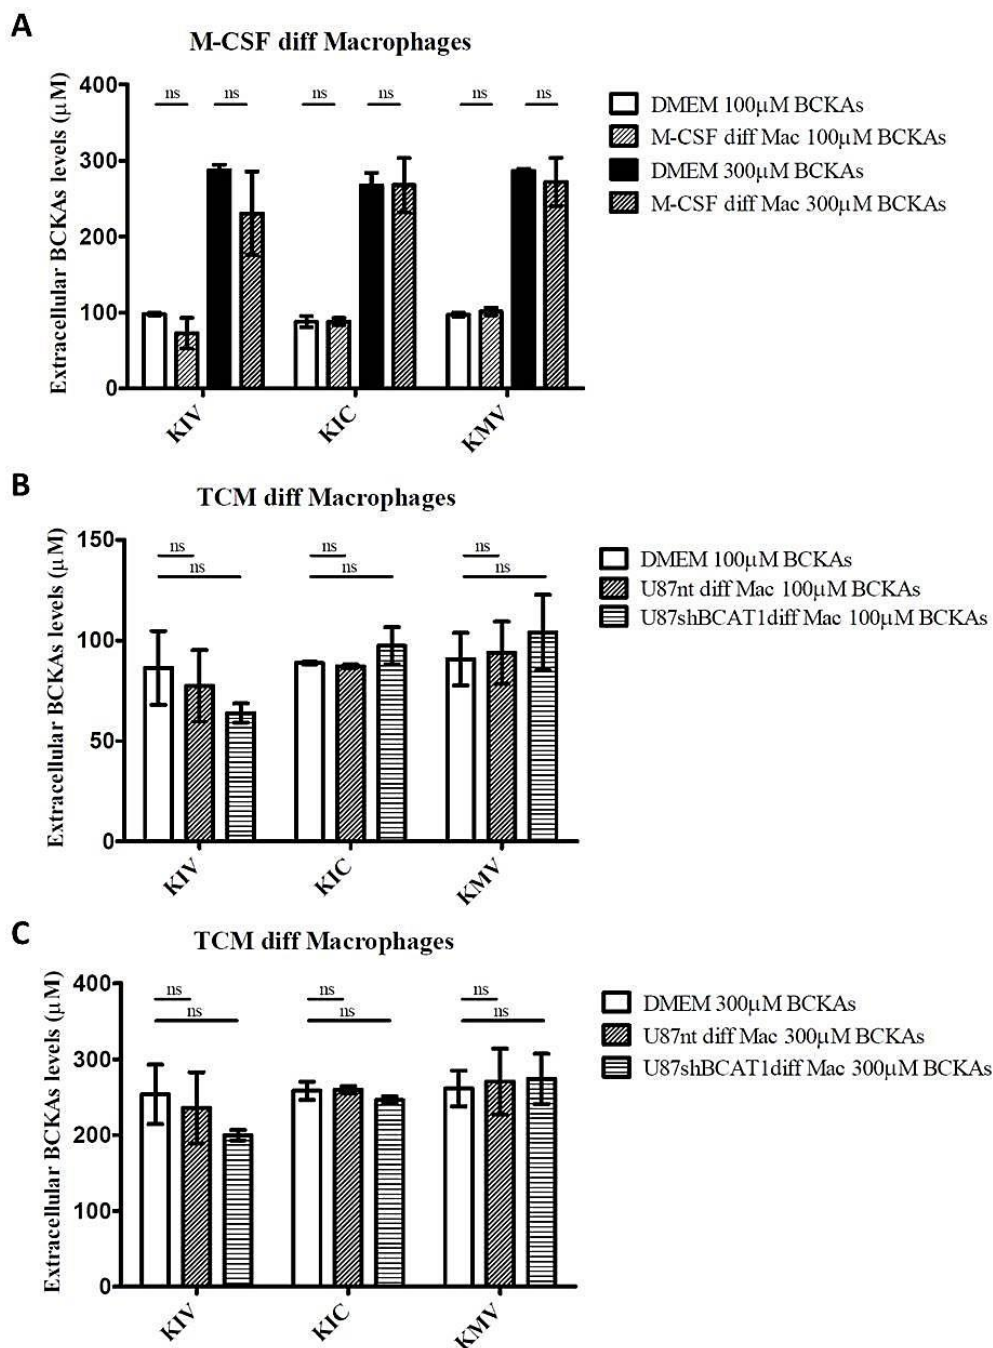 A
M-CSF diff Macrophages
Extracellular BCKAs levels (μM)
400
300
200
100
0
ns ns ns ns ns ns
KIV KIC KMV
DMEM 100μM BCKAs
M-CSF diff Mac 100μM BCKAs
DMEM 300μM BCKAs
M-CSF diff Mac 300μM BCKAs
B
TCM diff Macrophages
Extracellular BCKAs levels (μM)
150
100
50
0
ns ns ns
ns ns ns
KIV KIC KMV
DMEM 100μM BCKAs
U87nt diff Mac 100μM BCKAs
U87shBCAT1diff Mac 100μM BCKAs
C
TCM diff Macrophages
Extracellular BCKAs levels (μM)
400
300
200
100
0
ns ns ns
ns ns ns
KIV KIC KMV
DMEM 300μM BCKAs
U87nt diff Mac 300μM BCKAs
U87shBCAT1diff Mac 300μM BCKAs